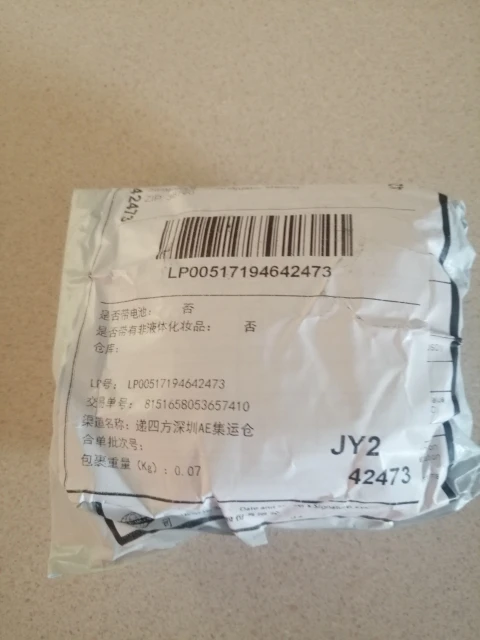 42473
LP00517194642473
是否带电池： 否
是否带有非液体化妆品： 否
仓库：
LP号： LP00517194642473
交易单号： 8151658053657410
渠道名称：递四方深圳AE集运仓
合单批次号：
包裹重量（Kg）：0.07
JY2
42473